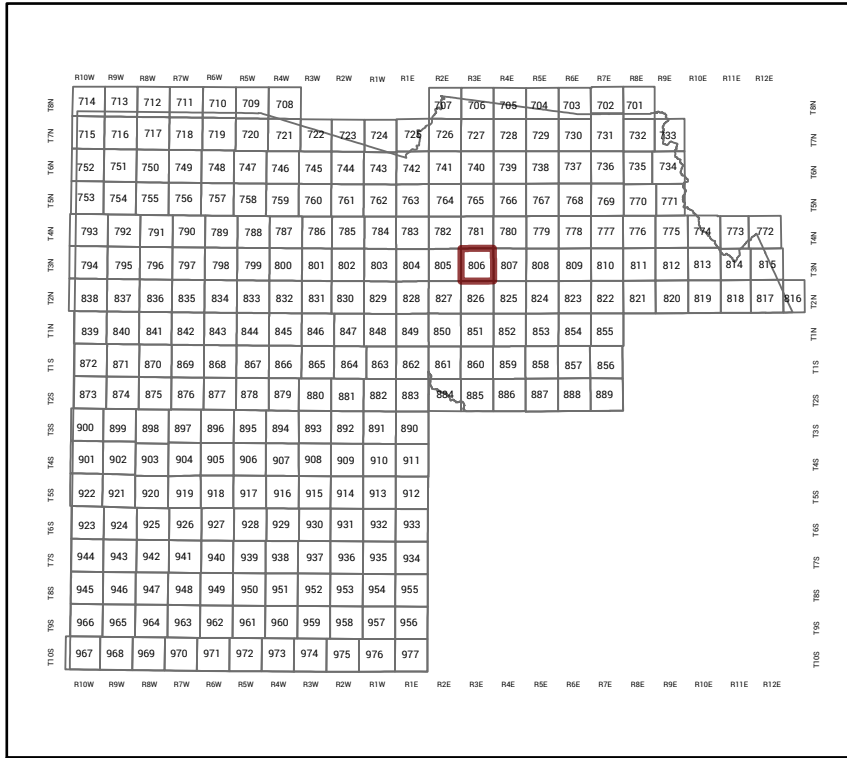 R10W R9W R8W R7W R6W R5W R4W R3W R2W R1W R1E R2E R3E R4E R5E R6E R7E R8E R9E R10E R11E R12E
T8N 714 713 712 711 710 709 708 707 706 705 704 703 702 701 T8N
T7N 715 716 717 718 719 720 721 722 723 724 725 726 727 728 729 730 731 732 733 T7N
T6N 752 751 750 749 748 747 746 745 744 743 742 741 740 739 738 737 736 735 734 T6N
T5N 753 754 755 756 757 758 759 760 761 762 763 764 765 766 767 768 769 770 771 T5N
T4N 793 792 791 790 789 788 787 786 785 784 783 782 781 780 779 778 777 776 775 774 773 772 T4N
T3N 794 795 796 797 798 799 800 801 802 803 804 805 806 807 808 809 810 811 812 813 814 815 T3N
T2N 838 837 836 835 834 833 832 831 830 829 828 827 826 825 824 823 822 821 820 819 818 817 816 T2N
T1N 839 840 841 842 843 844 845 846 847 848 849 850 851 852 853 854 855 T1N
T1S 872 871 870 869 868 867 866 865 864 863 862 861 860 859 858 857 856 T1S
T2S 873 874 875 876 877 878 879 880 881 882 883 884 885 886 887 888 889 T2S
T3S 900 899 898 897 896 895 894 893 892 891 890 T3S
T4S 901 902 903 904 905 906 907 908 909 910 911 T4S
T5S 922 921 920 919 918 917 916 915 914 913 912 T5S
T6S 923 924 925 926 927 928 929 930 931 932 933 T6S
T7S 944 943 942 941 940 939 938 937 936 935 934 T7S
T8S 945 946 947 948 949 950 951 952 953 954 955 T8S
T9S 966 965 964 963 962 961 960 959 958 957 956 T9S
T10S 967 968 969 970 971 972 973 974 975 976 977 T10S
R10W R9W R8W R7W R6W R5W R4W R3W R2W R1W R1E R2E R3E R4E R5E R6E R7E R8E R9E R10E R11E R12E